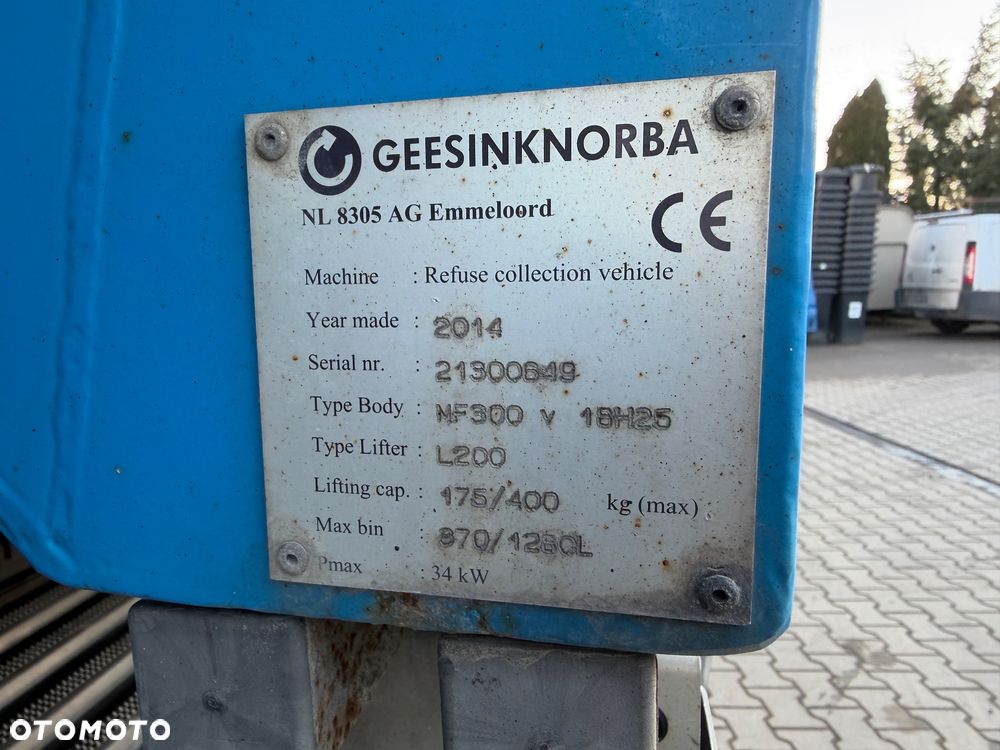 GEESINKNORBA
NL 8305 AG Emmeloord
CE
Machine : Refuse collection vehicle
Year made : 2014
Serial nr. : 21300649
Type Body : MF300 v 18H25
Type Lifter : L200
Lifting cap. : 175/400 kg (max)
Max bin : 370/1280L
Pmax : 34 kW
OTOMOTO